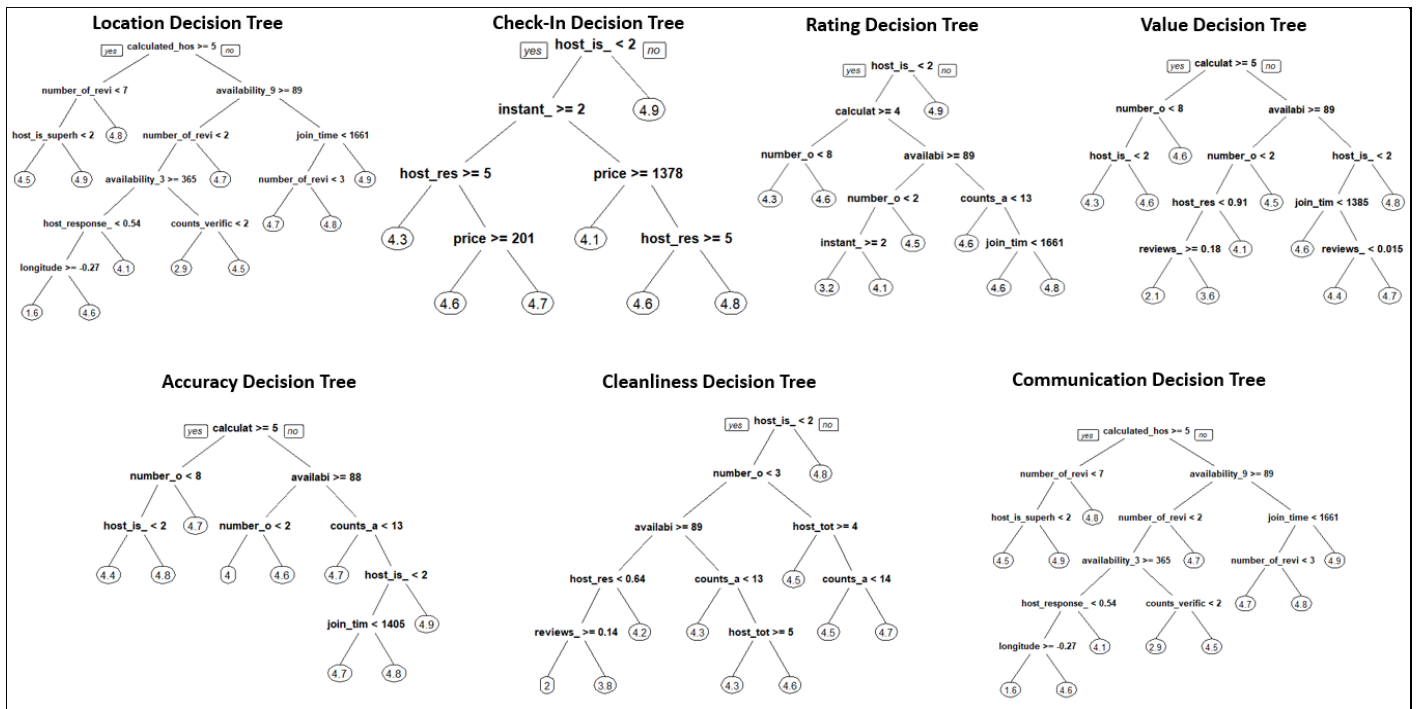 Location Decision Tree
yes calculated_hos >= 5 no
number_of_revi < 7 availability_9 >= 89
host_is_superh < 2 4.8 number_of_revi < 2 join_time < 1661
4.5 4.9 availability_3 >= 365 4.7 number_of_revi < 3 4.9
host_response_ < 0.54 counts_verific < 2 4.7 4.8
longitude >= -0.27 4.1 2.9 4.5
1.6 4.6
Check-In Decision Tree
yes host_is_ < 2 no
instant_ >= 2 4.9
host_res >= 5 price >= 1378
4.3 price >= 201 4.1 host_res >= 5
4.6 4.7 4.6 4.8
Rating Decision Tree
yes host_is_ < 2 no
calculat >= 4 4.9
number_o < 8 availabi >= 89
4.3 4.6 number_o < 2 counts_a < 13
instant_ >= 2 4.5 4.6 join_tim < 1661
3.2 4.1 4.6 4.8
Value Decision Tree
yes calculat >= 5 no
number_o < 8 availabi >= 89
host_is_ < 2 4.6 number_o < 2 host_is_ < 2
4.3 4.6 host_res < 0.91 4.5 join_tim < 1385 4.8
reviews_ >= 0.18 4.1 4.6 reviews_ < 0.015
2.1 3.6 4.4 4.7
Accuracy Decision Tree
yes calculat >= 5 no
number_o < 8 availabi >= 88
host_is_ < 2 4.7 number_o < 2 counts_a < 13
4.4 4.8 4 4.6 4.7 host_is_ < 2
join_tim < 1405 4.9
4.7 4.8
Cleanliness Decision Tree
yes host_is_ < 2 no
number_o < 3 4.8
availabi >= 89 host_tot >= 4
host_res < 0.64 counts_a < 13 4.5 counts_a < 14
reviews_ >= 0.14 4.2 4.3 host_tot >= 5 4.5 4.7
2 3.8 4.3 4.6
Communication Decision Tree
yes calculated_hos >= 5 no
number_of_revi < 7 availability_9 >= 89
host_is_superh < 2 4.8 number_of_revi < 2 join_time < 1661
4.5 4.9 availability_3 >= 365 4.7 number_of_revi < 3 4.9
host_response_ < 0.54 counts_verific < 2 4.7 4.8
longitude >= -0.27 4.1 2.9 4.5
1.6 4.6